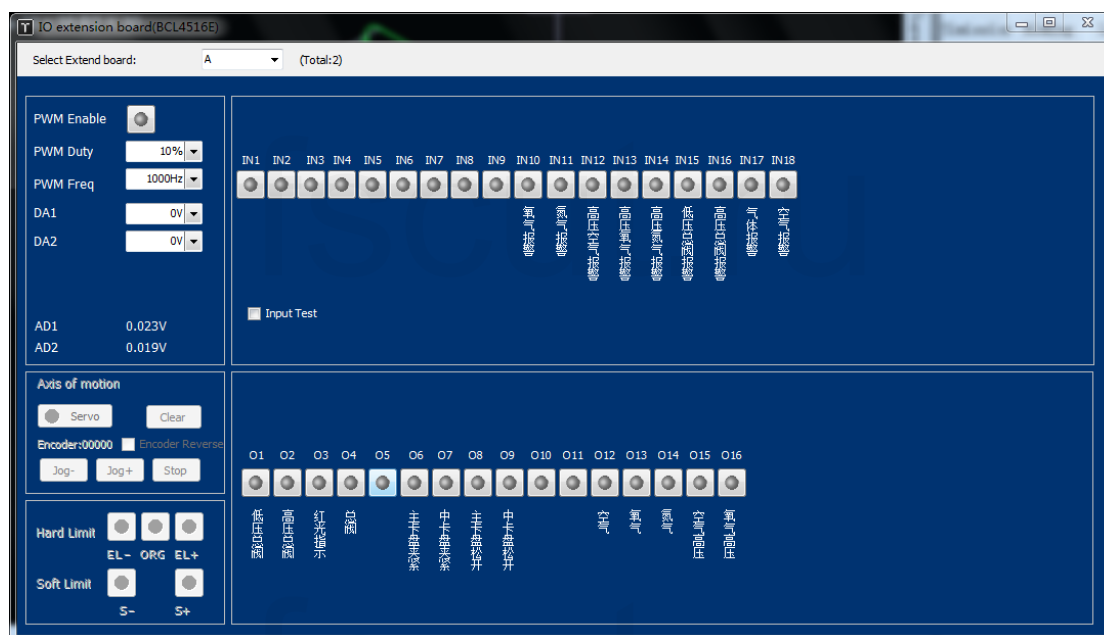 IO extension board(BCL4516E)
Select Extend board: A (Total:2)
PWM Enable
PWM Duty 10%
PWM Freq 1000Hz
DA1 0V
DA2 0V
AD1 0.023V
AD2 0.019V
IN1 IN2 IN3 IN4 IN5 IN6 IN7 IN8 IN9 IN10 IN11 IN12 IN13 IN14 IN15 IN16 IN17 IN18
氧气报警
氮气报警
高压空气报警
高压氧气报警
高压氮气报警
低压总阀报警
高压总阀报警
气体报警
空气报警
Input Test
Axis of motion
Servo Clear
Encoder:00000 Encoder Reverse
Jog- Jog+ Stop
Hard Limit
EL- ORG EL+
Soft Limit
S- S+
O1 O2 O3 O4 O5 O6 O7 O8 O9 O10 O11 O12 O13 O14 O15 O16
低压总阀
高压总阀
红光指示
总阀
主卡盘夹紧
中卡盘夹紧
主卡盘松开
中卡盘松开
空气
氧气
氮气
空气高压
氧气高压